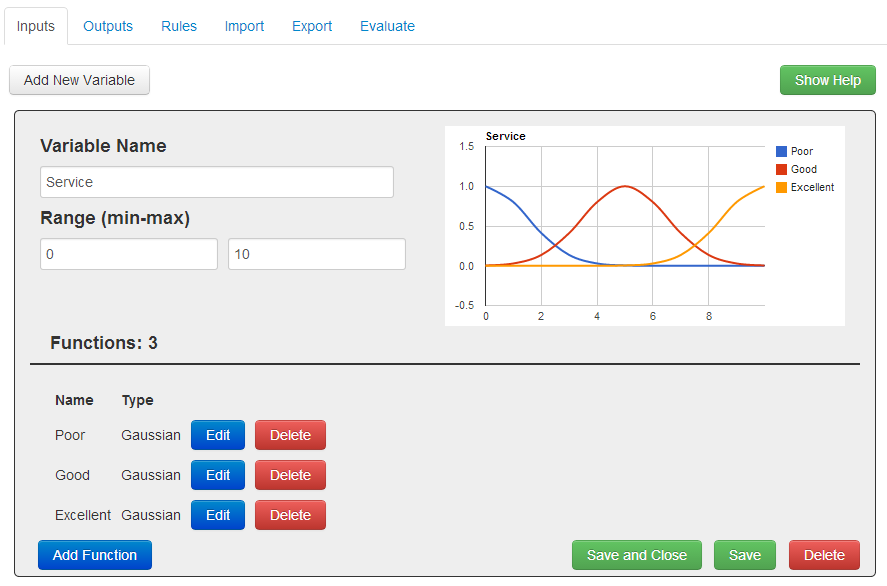 Inputs Outputs Rules Import Export Evaluate
Add New Variable Show Help
Variable Name
Service
Range (min-max)
0 10
Service
1.5
1.0
0.5
0.0
-0.5
0 2 4 6 8
Poor
Good
Excellent
Functions: 3
Name Type
Poor Gaussian Edit Delete
Good Gaussian Edit Delete
Excellent Gaussian Edit Delete
Add Function Save and Close Save Delete